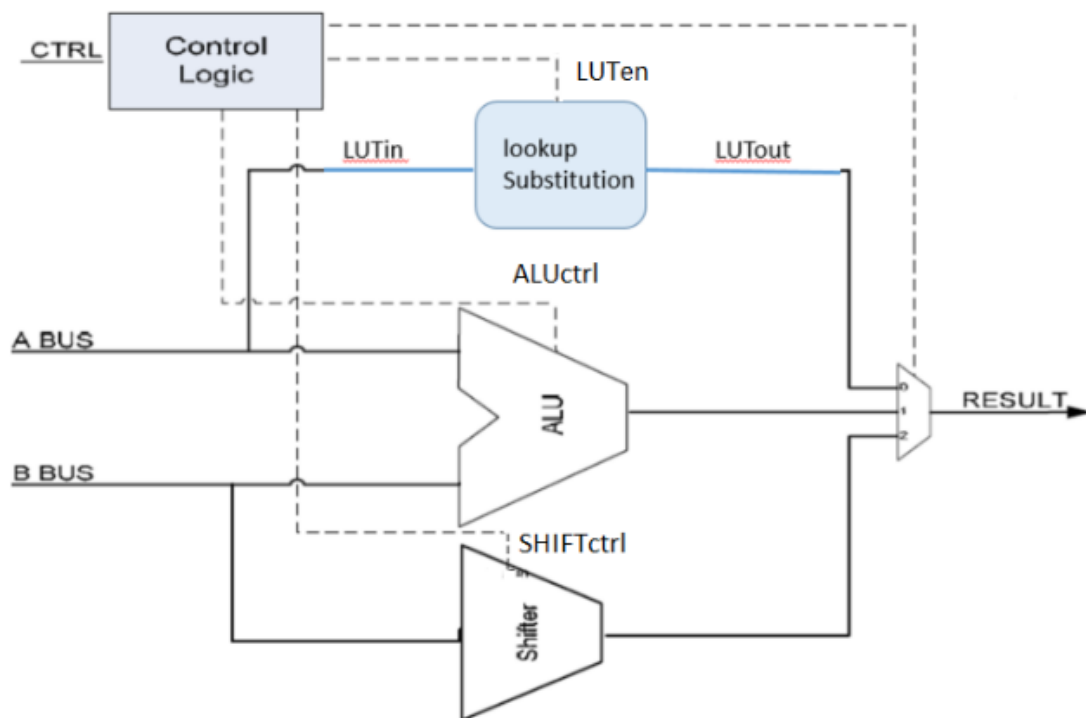 CTRL
Control
Logic
LUTen
LUTin
lookup
Substitution
LUTout
ALUctrl
A BUS
ALU
0
1
2
RESULT
B BUS
SHIFTctrl
Shifter